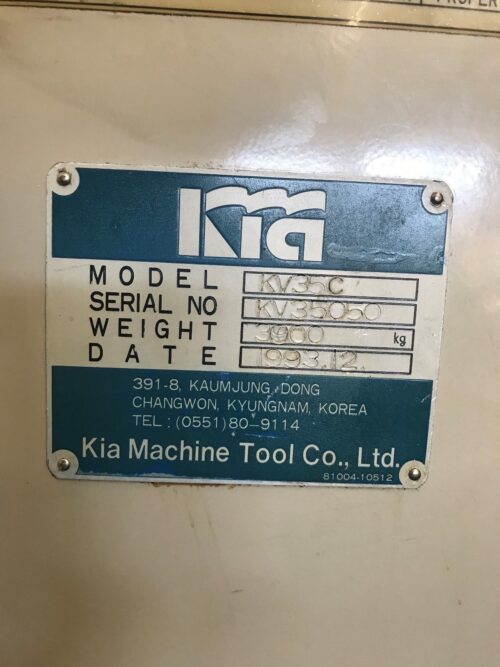 Kia
MODEL KV35C
SERIAL NO KV35050
WEIGHT 3900 kg
DATE 1993.12.
391-8, KAUMJUNG, DONG
CHANGWON, KYUNGNAM, KOREA
TEL : (0551)80-9114
Kia Machine Tool Co., Ltd.
81004-10512